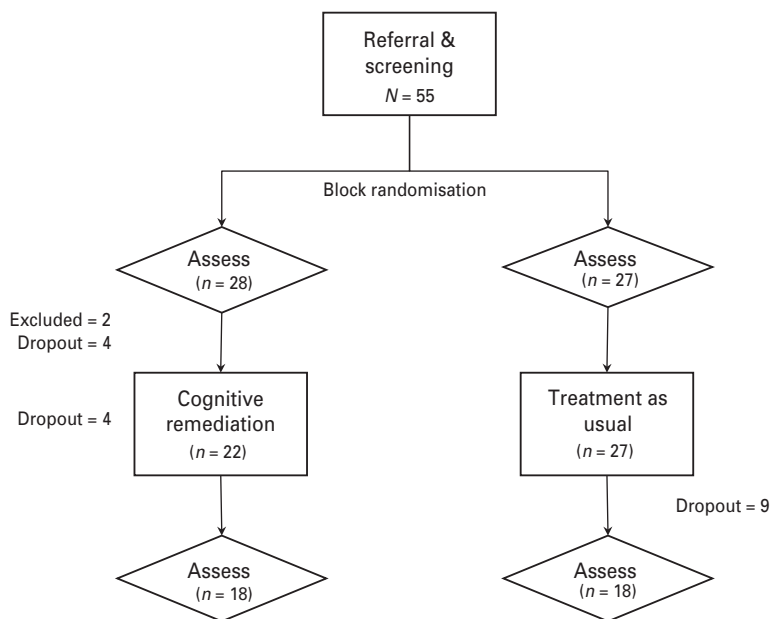 Referral &
screening
N = 55
Block randomisation
Assess
(n = 28)
Assess
(n = 27)
Excluded = 2
Dropout = 4
Dropout = 4
Cognitive
remediation
(n = 22)
Treatment as
usual
(n = 27)
Dropout = 9
Assess
(n = 18)
Assess
(n = 18)